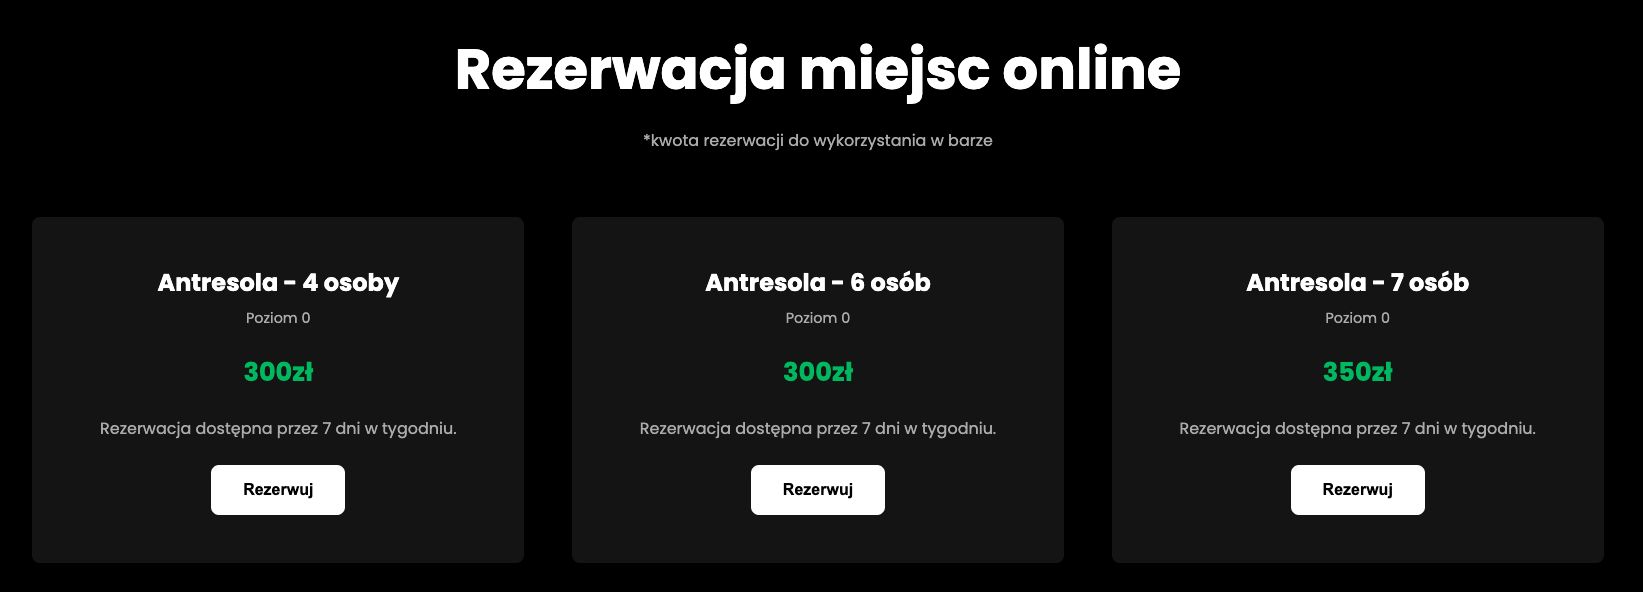 Rezerwacja miejsc online
*kwota rezerwacji do wykorzystania w barze
Antresola - 4 osoby
Poziom 0
300zł
Rezerwacja dostępna przez 7 dni w tygodniu.
Rezerwuj
Antresola - 6 osób
Poziom 0
300zł
Rezerwacja dostępna przez 7 dni w tygodniu.
Rezerwuj
Antresola - 7 osób
Poziom 0
350zł
Rezerwacja dostępna przez 7 dni w tygodniu.
Rezerwuj